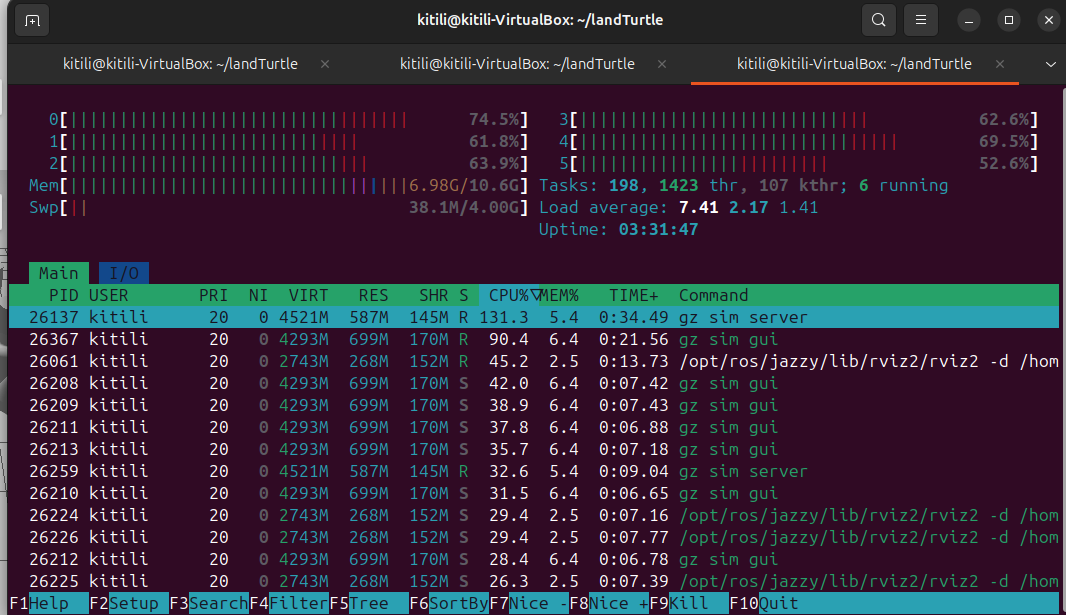 kitili@kitili-VirtualBox: ~/landTurtle
kitili@kitili-VirtualBox: ~/landTurtle × kitili@kitili-VirtualBox: ~/landTurtle × kitili@kitili-VirtualBox: ~/landTurtle ×
0[||||||||||||||||||||||||||||||||||| 74.5%] 3[||||||||||||||||||||||||||||| 62.6%]
1[||||||||||||||||||||||||||||| 61.8%] 4[|||||||||||||||||||||||||||||||| 69.5%]
2[|||||||||||||||||||||||||||||| 63.9%] 5[||||||||||||||||||||||||| 52.6%]
Mem[||||||||||||||||||||||||||||||||||6.98G/10.6G] Tasks: 198, 1423 thr, 107 kthr; 6 running
Swp[|| 38.1M/4.00G] Load average: 7.41 2.17 1.41
Uptime: 03:31:47
Main I/O
PID USER PRI NI VIRT RES SHR S CPU%▽MEM% TIME+ Command
26137 kitili 20 0 4521M 587M 145M R 131.3 5.4 0:34.49 gz sim server
26367 kitili 20 0 4293M 699M 170M R 90.4 6.4 0:21.56 gz sim gui
26061 kitili 20 0 2743M 268M 152M R 45.2 2.5 0:13.73 /opt/ros/jazzy/lib/rviz2/rviz2 -d /hom
26208 kitili 20 0 4293M 699M 170M S 42.0 6.4 0:07.42 gz sim gui
26209 kitili 20 0 4293M 699M 170M S 38.9 6.4 0:07.43 gz sim gui
26211 kitili 20 0 4293M 699M 170M S 37.8 6.4 0:06.88 gz sim gui
26213 kitili 20 0 4293M 699M 170M S 35.7 6.4 0:07.18 gz sim gui
26259 kitili 20 0 4521M 587M 145M R 32.6 5.4 0:09.04 gz sim server
26210 kitili 20 0 4293M 699M 170M S 31.5 6.4 0:06.65 gz sim gui
26224 kitili 20 0 2743M 268M 152M S 29.4 2.5 0:07.16 /opt/ros/jazzy/lib/rviz2/rviz2 -d /hom
26226 kitili 20 0 2743M 268M 152M S 29.4 2.5 0:07.77 /opt/ros/jazzy/lib/rviz2/rviz2 -d /hom
26212 kitili 20 0 4293M 699M 170M S 28.4 6.4 0:06.78 gz sim gui
26225 kitili 20 0 2743M 268M 152M S 26.3 2.5 0:07.39 /opt/ros/jazzy/lib/rviz2/rviz2 -d /hom
F1Help F2Setup F3SearchF4FilterF5Tree F6SortByF7Nice -F8Nice +F9Kill F10Quit